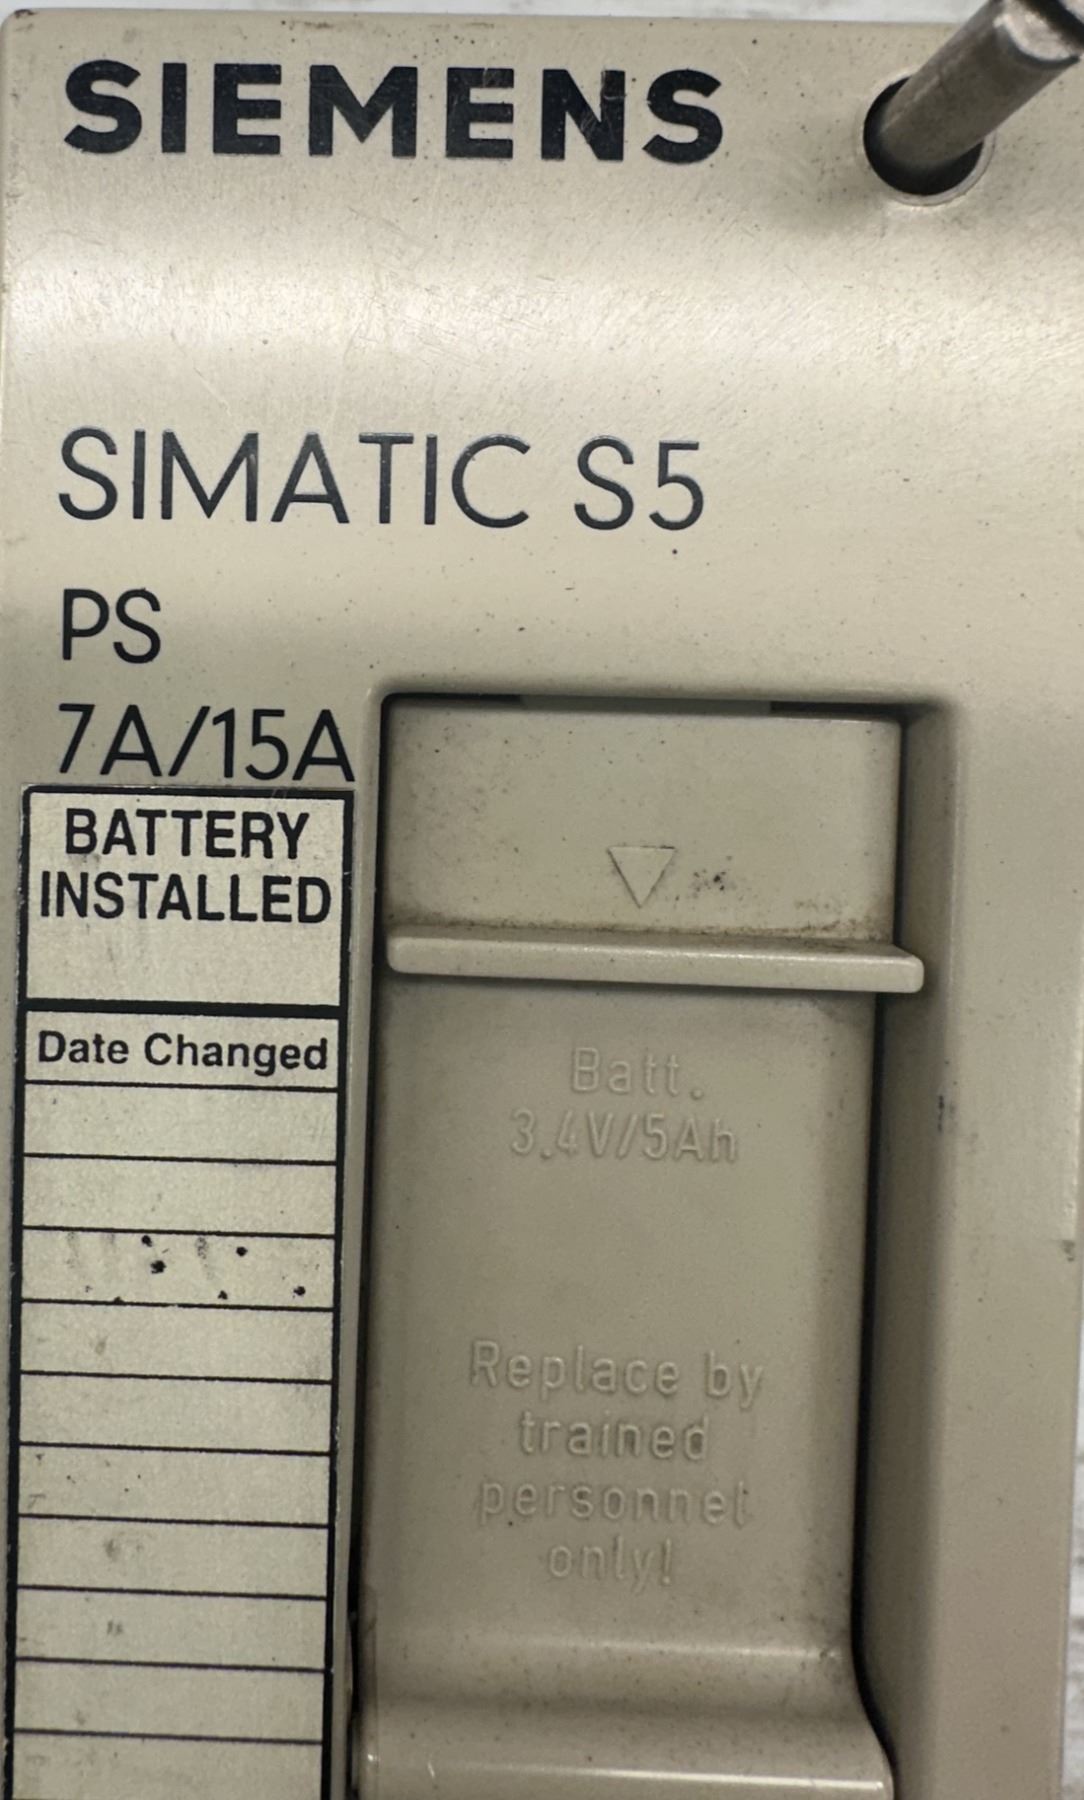 SIEMENS
SIMATIC S5
PS
7A/15A
BATTERY
INSTALLED
Date Changed
Batt.
3.4V/5Ah
Replace by
trained
personnel
only!